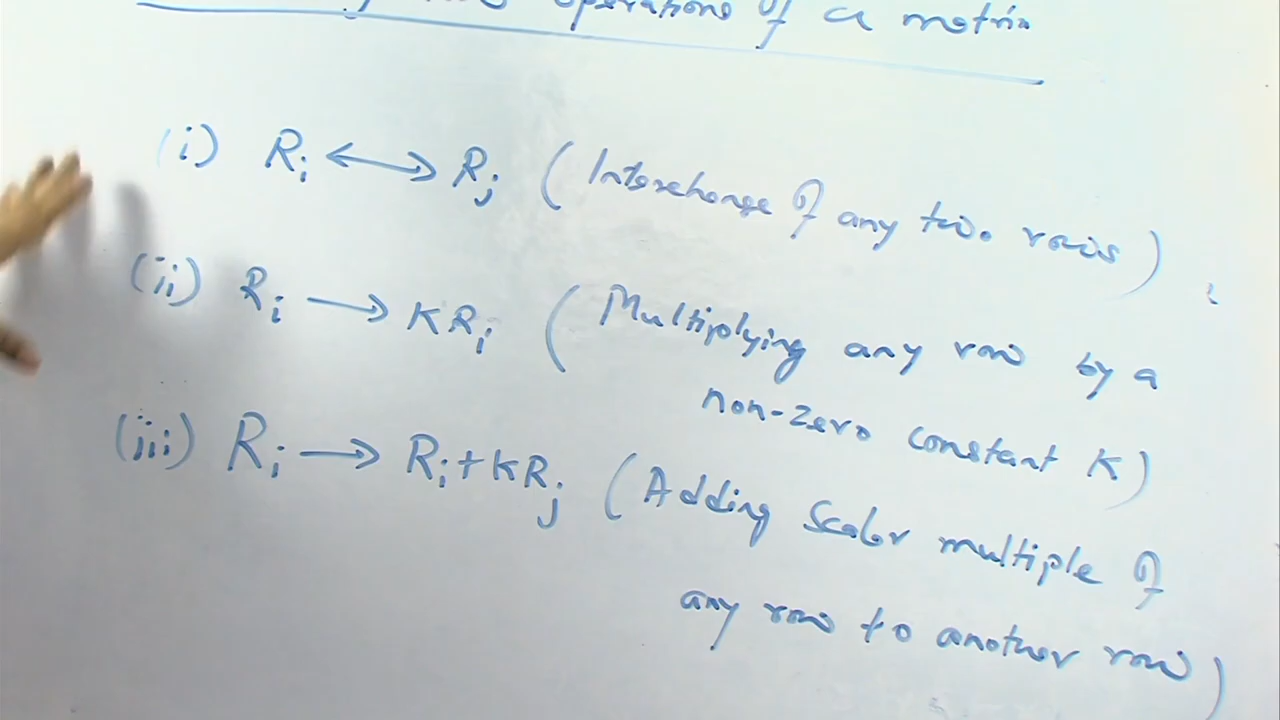 operations of a matrix
(i) Ri ↔ Rj (Interchange of any two rows)
(ii) Ri → KRi (Multiplying any row by a
non-zero constant K)
(iii) Ri → Ri+KRj (Adding Scalar multiple of
any row to another row)